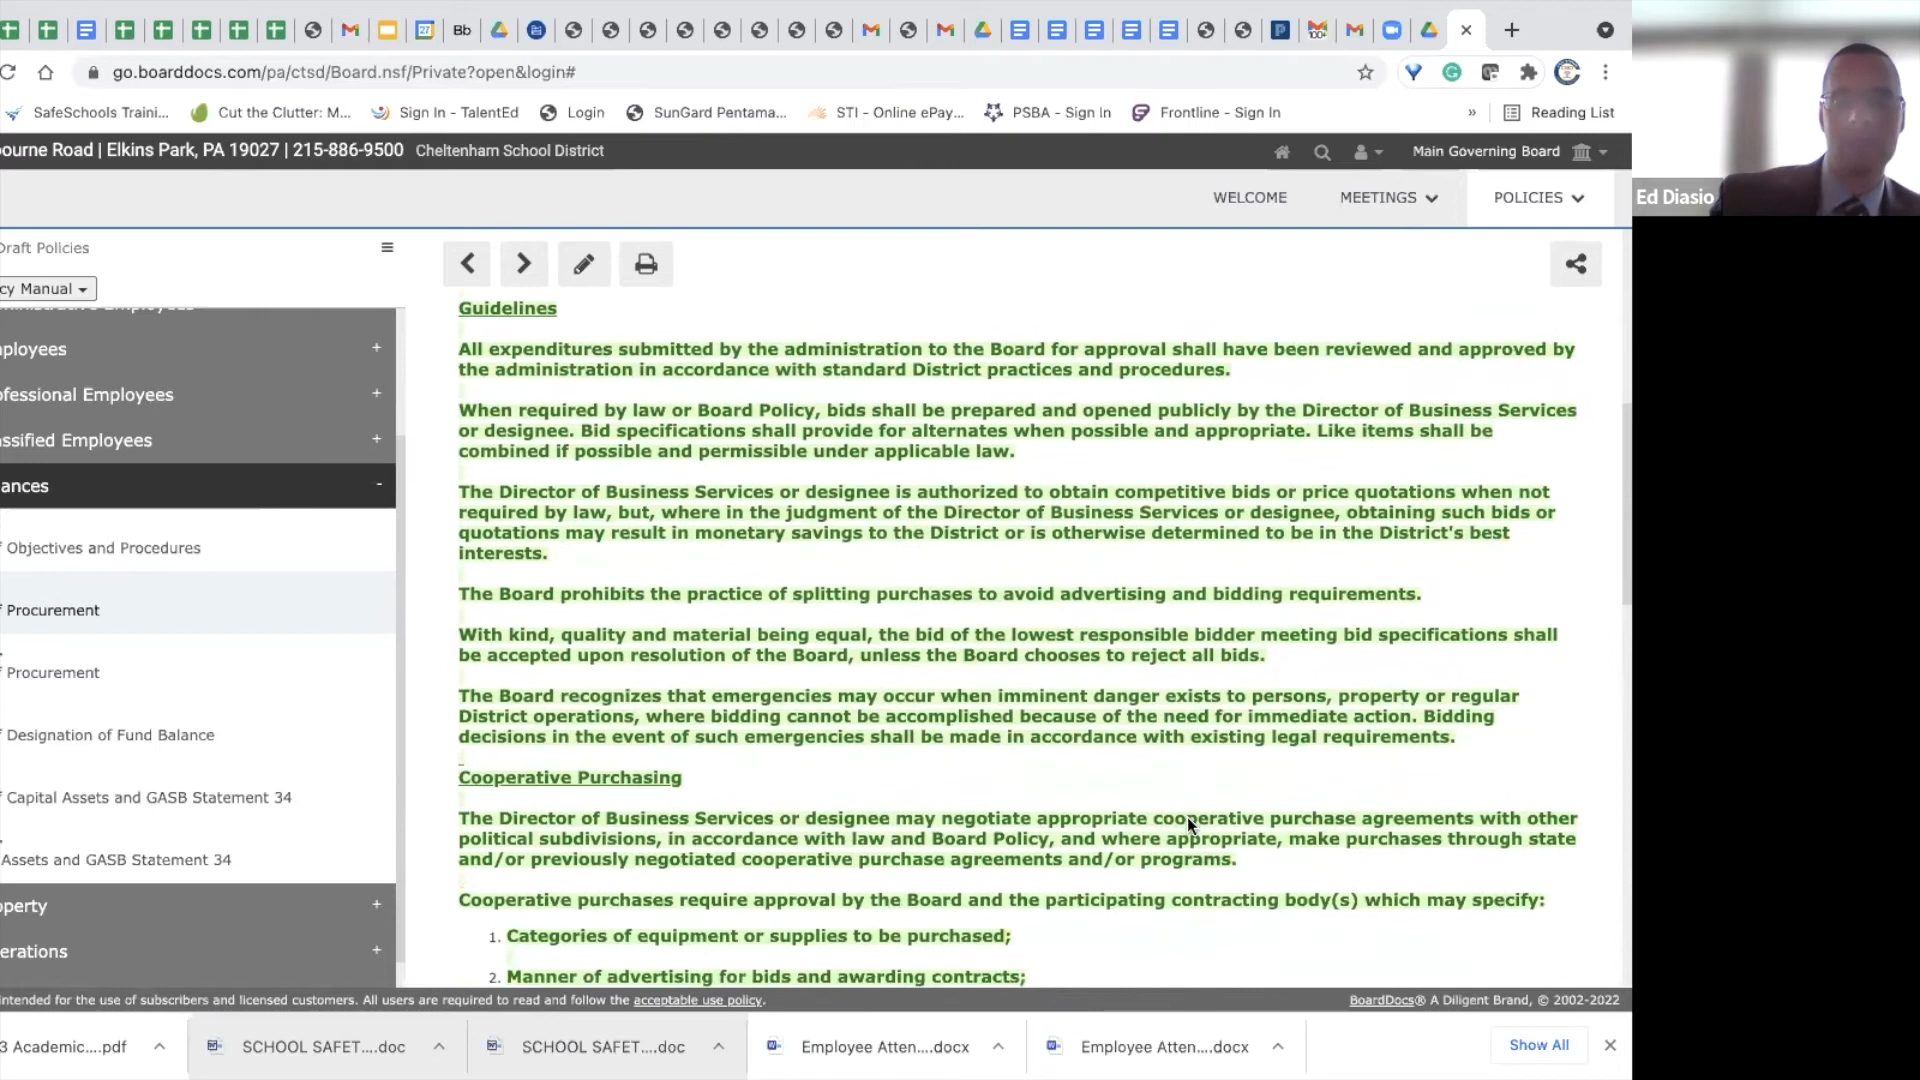 27
Bb
100+
go.boarddocs.com/pa/ctsd/Board.nsf/Private?open&login#
SafeSchools Traini...
Cut the Clutter: M...
Sign In - TalentEd
Login
SunGard Pentama...
STI - Online ePay...
PSBA - Sign In
Frontline - Sign In
»
Reading List
ourne Road | Elkins Park, PA 19027 | 215-886-9500 Cheltenham School District
Main Governing Board
WELCOME
MEETINGS
POLICIES
Ed Diasio
Draft Policies
cy Manual
ployees +
ofessional Employees +
assified Employees +
ances -
Objectives and Procedures
Procurement
Procurement
Designation of Fund Balance
Capital Assets and GASB Statement 34
Assets and GASB Statement 34
operty +
erations +
Guidelines
All expenditures submitted by the administration to the Board for approval shall have been reviewed and approved by
the administration in accordance with standard District practices and procedures.
When required by law or Board Policy, bids shall be prepared and opened publicly by the Director of Business Services
or designee. Bid specifications shall provide for alternates when possible and appropriate. Like items shall be
combined if possible and permissible under applicable law.
The Director of Business Services or designee is authorized to obtain competitive bids or price quotations when not
required by law, but, where in the judgment of the Director of Business Services or designee, obtaining such bids or
quotations may result in monetary savings to the District or is otherwise determined to be in the District's best
interests.
The Board prohibits the practice of splitting purchases to avoid advertising and bidding requirements.
With kind, quality and material being equal, the bid of the lowest responsible bidder meeting bid specifications shall
be accepted upon resolution of the Board, unless the Board chooses to reject all bids.
The Board recognizes that emergencies may occur when imminent danger exists to persons, property or regular
District operations, where bidding cannot be accomplished because of the need for immediate action. Bidding
decisions in the event of such emergencies shall be made in accordance with existing legal requirements.
Cooperative Purchasing
The Director of Business Services or designee may negotiate appropriate cooperative purchase agreements with other
political subdivisions, in accordance with law and Board Policy, and where appropriate, make purchases through state
and/or previously negotiated cooperative purchase agreements and/or programs.
Cooperative purchases require approval by the Board and the participating contracting body(s) which may specify:
1. Categories of equipment or supplies to be purchased;
2. Manner of advertising for bids and awarding contracts;
intended for the use of subscribers and licensed customers. All users are required to read and follow the acceptable use policy.
BoardDocs® A Diligent Brand, © 2002-2022
3 Academic....pdf
SCHOOL SAFET....doc
SCHOOL SAFET....doc
Employee Atten....docx
Employee Atten....docx
Show All